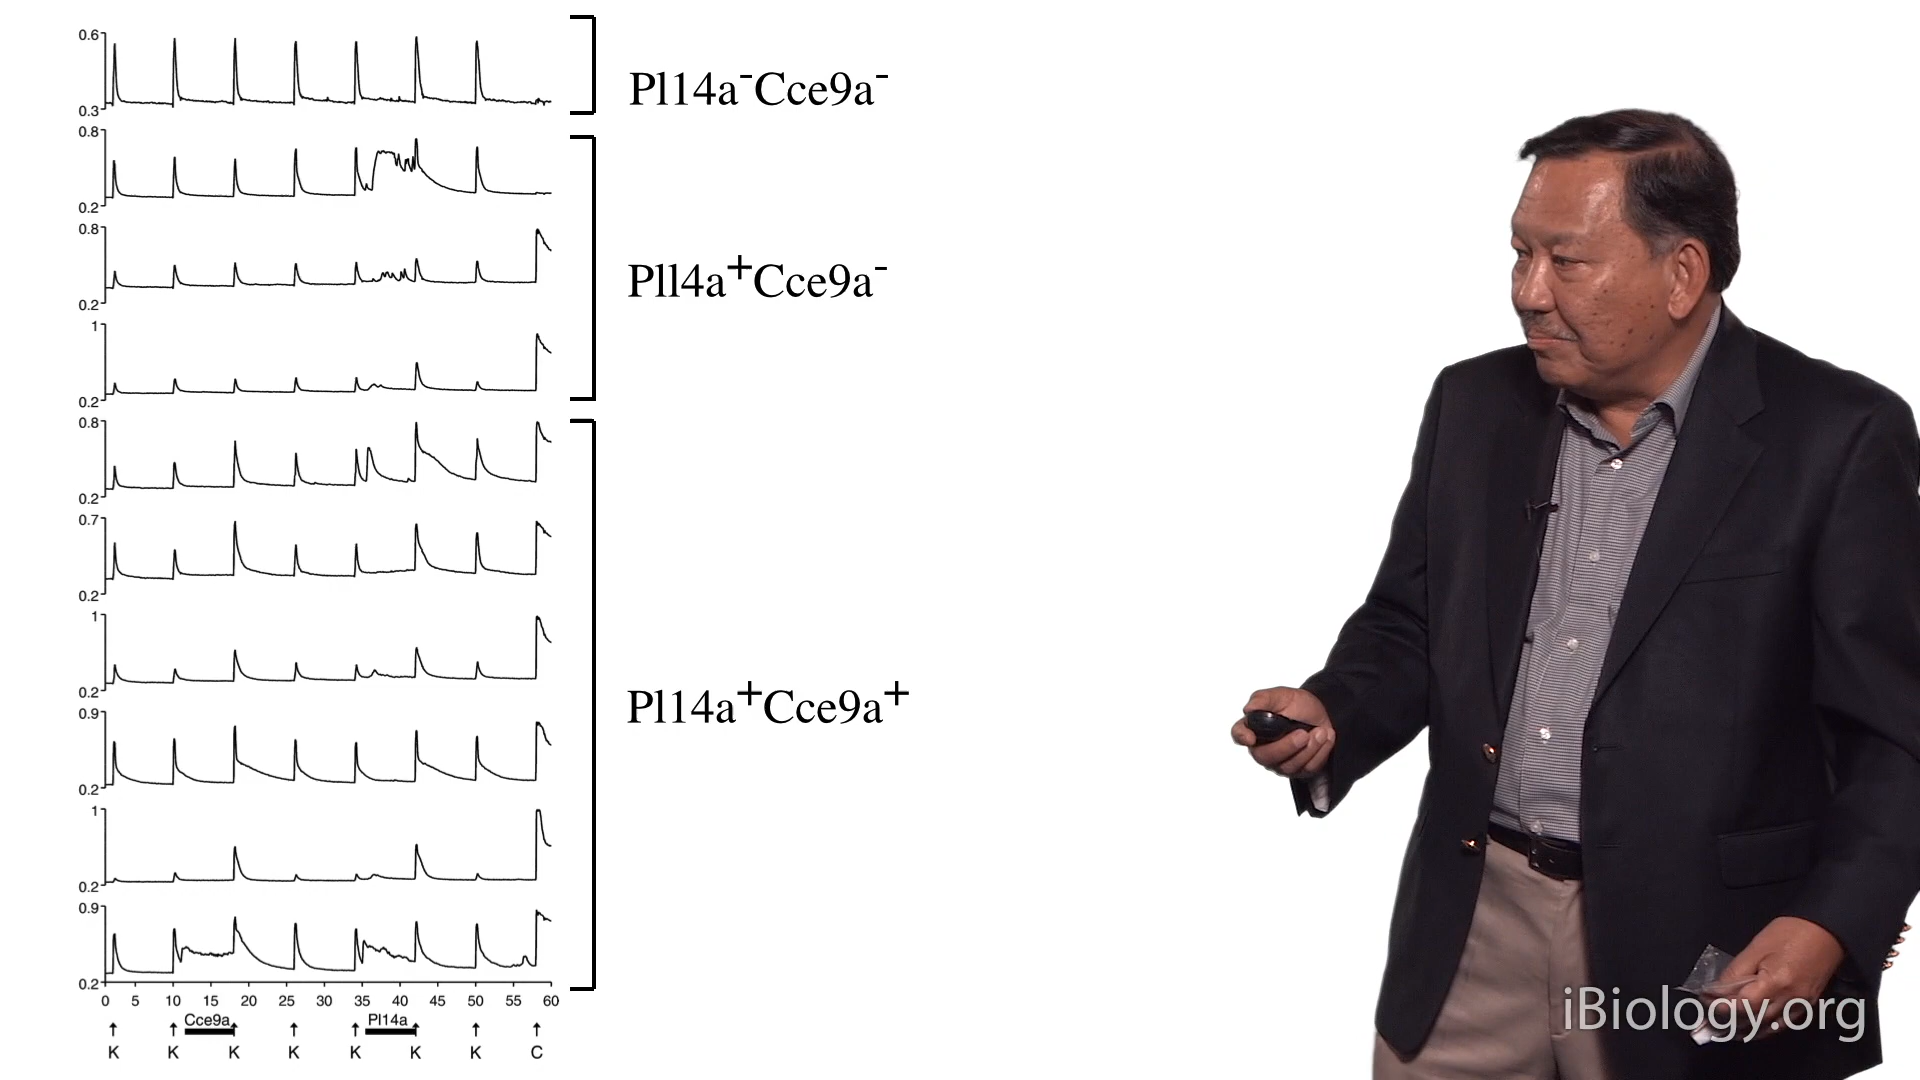 0.6
0.3
Pl14a-Cce9a-
0.8
0.2
0.8
0.2
Pll4a+Cce9a-
1
0.2
0.8
0.2
0.7
0.2
1
0.2
Pl14a+Cce9a+
0.9
0.2
1
0.2
0.9
0.2
0 5 10 15 20 25 30 35 40 45 50 55 60
Cce9a Pl14a
K K K K K K K C
iBiology.org